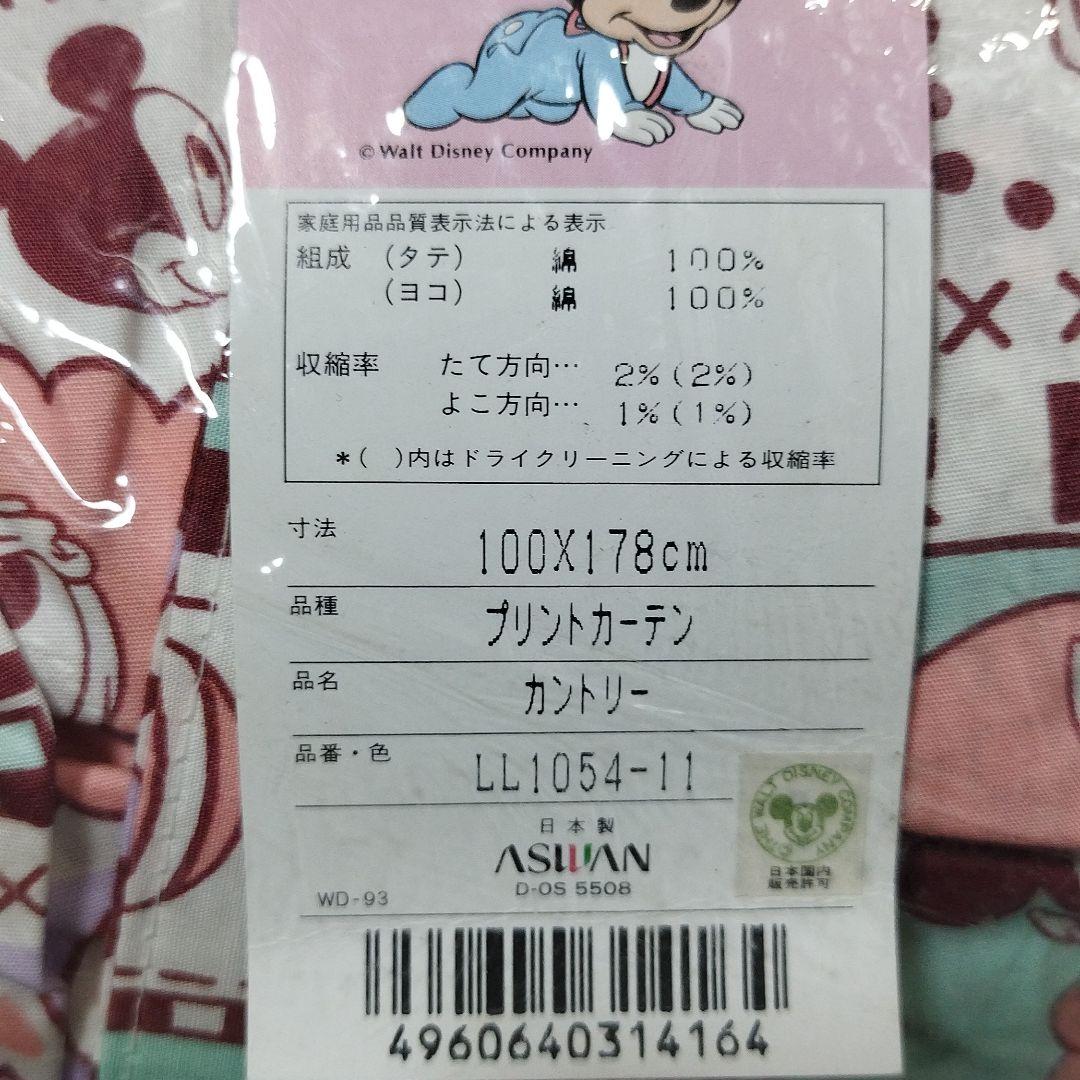 © Walt Disney Company
家庭用品品質表示法による表示
組成 (タテ) 綿 100%
(ヨコ) 綿 100%
収縮率 たて方向… 2%(2%)
よこ方向… 1%(1%)
*( )内はドライクリーニングによる収縮率
寸法 100X178cm
品種 プリントカーテン
品名 カントリー
品番・色 LL1054-11
日本製
ASWAN
D-OS 5508
WD-93
©THE WALT DISNEY COMPANY
日本国内
販売許可
4960640314164